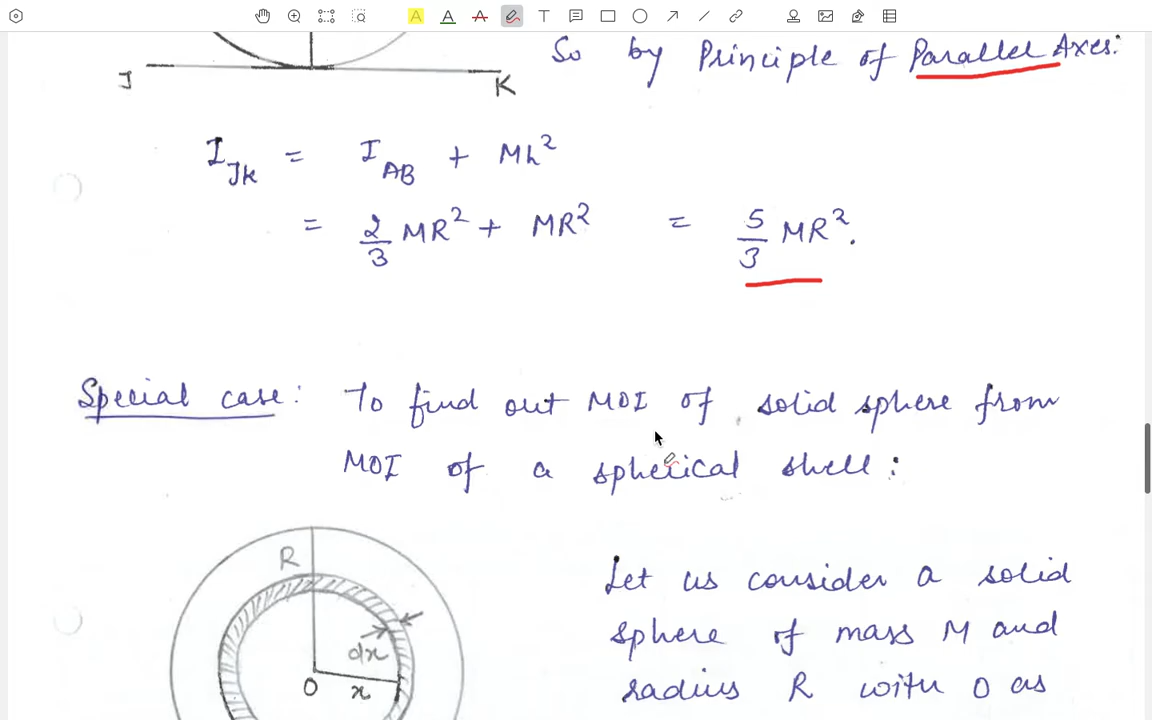 So by Principle of Parallel Axes:
J K
I_JK = I_AB + Mh²
= 2/3 MR² + MR² = 5/3 MR².
Special case: To find out MOI of solid sphere from
MOI of a spherical shell:
R
dx
O x
Let us consider a solid
sphere of mass M and
radius R with O as